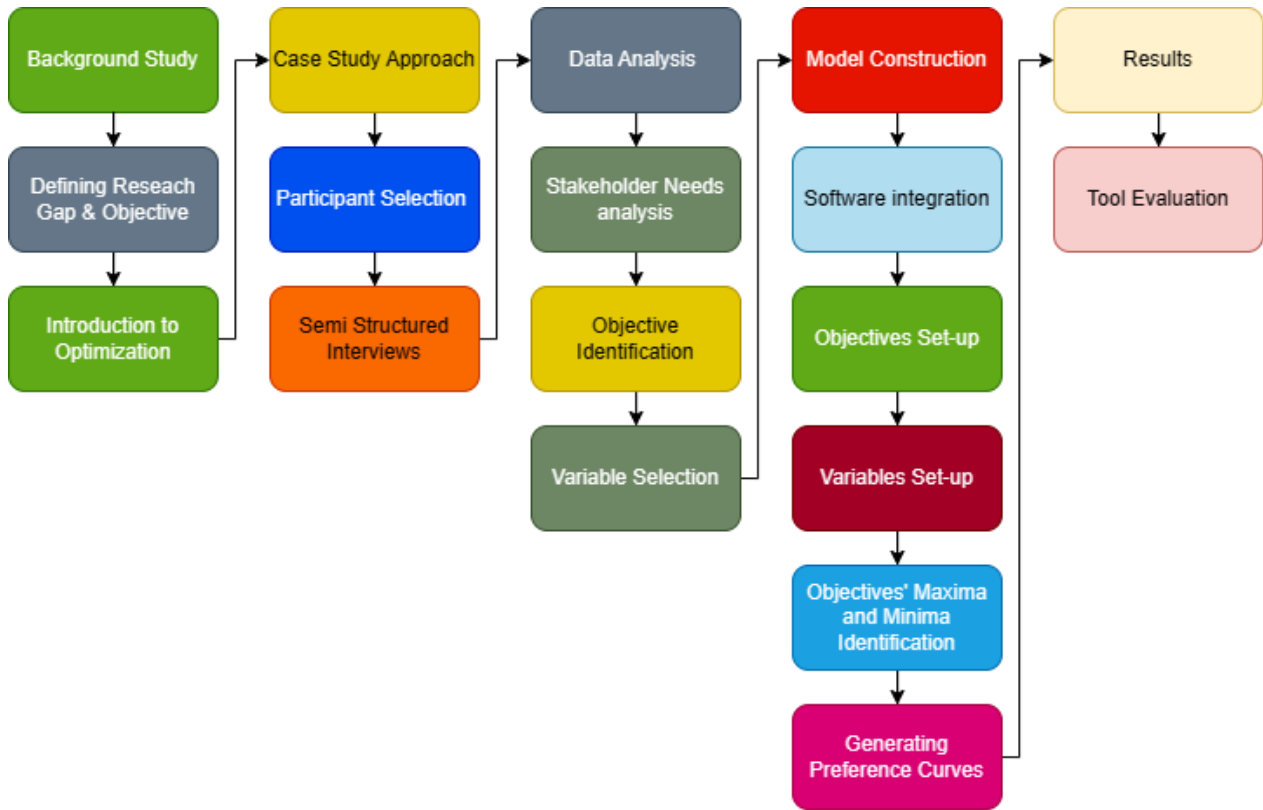 Background Study
Defining Reseach
Gap & Objective
Introduction to
Optimization
Case Study Approach
Participant Selection
Semi Structured
Interviews
Data Analysis
Stakeholder Needs
analysis
Objective
Identification
Variable Selection
Model Construction
Software integration
Objectives Set-up
Variables Set-up
Objectives' Maxima
and Minima
Identification
Generating
Preference Curves
Results
Tool Evaluation